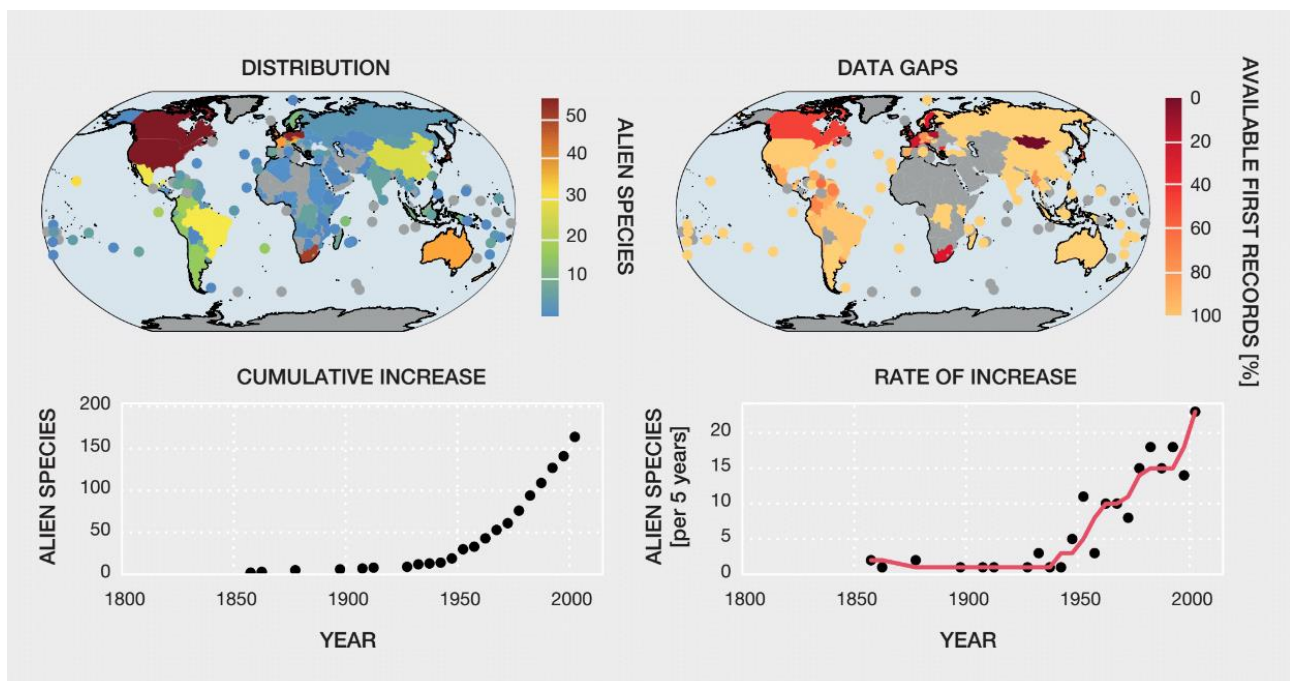 DISTRIBUTION
50
40
30
20
10
ALIEN SPECIES
DATA GAPS
0
20
40
60
80
100
AVAILABLE FIRST RECORDS [%]
CUMULATIVE INCREASE
ALIEN SPECIES
200
150
100
50
0
1800 1850 1900 1950 2000
YEAR
RATE OF INCREASE
ALIEN SPECIES
[per 5 years]
20
15
10
5
0
1800 1850 1900 1950 2000
YEAR